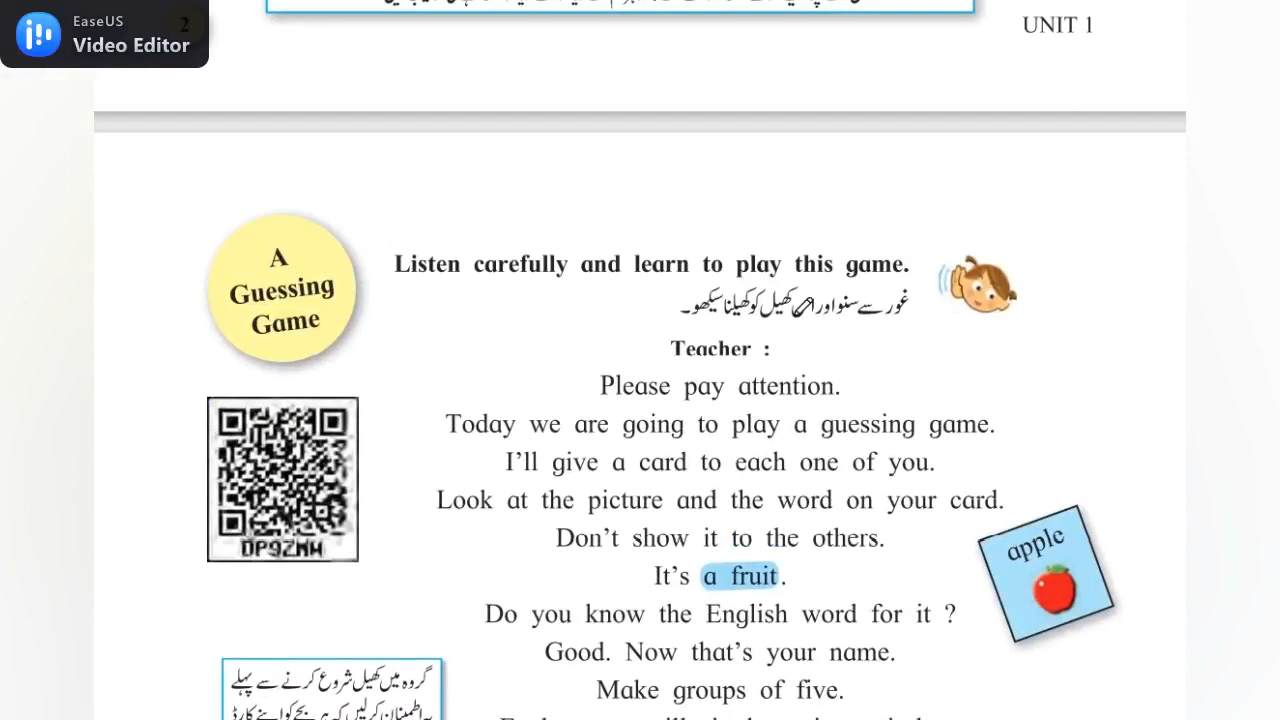 EaseUS
Video Editor
2
UNIT 1
A
Guessing
Game
Listen carefully and learn to play this game.
غور سے سنو اور اس کھیل کو کھیلنا سیکھو۔
Teacher :
Please pay attention.
Today we are going to play a guessing game.
I’ll give a card to each one of you.
Look at the picture and the word on your card.
Don’t show it to the others.
It’s a fruit.
Do you know the English word for it ?
Good. Now that’s your name.
Make groups of five.
apple
DP9ZMW
گروہ میں کھیل شروع کرنے سے پہلے